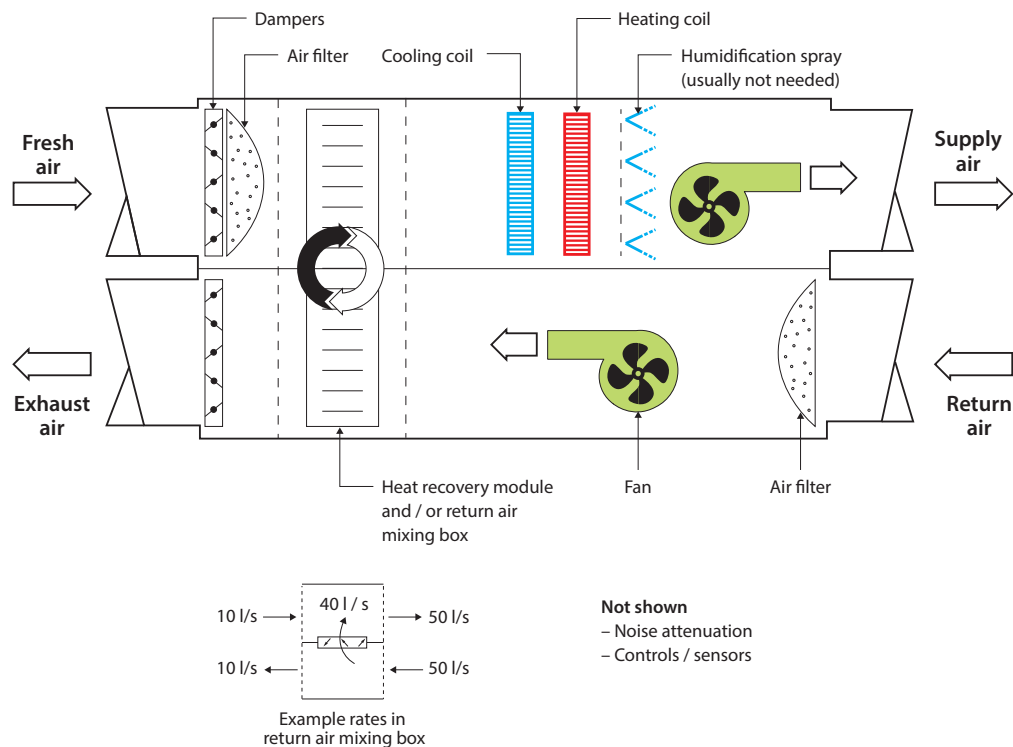 Dampers
Air filter
Cooling coil
Heating coil
Humidification spray
(usually not needed)
Fresh
air
Supply
air
Exhaust
air
Return
air
Heat recovery module
and / or return air
mixing box
Fan
Air filter
10 l/s
40 l / s
50 l/s
10 l/s
50 l/s
Example rates in
return air mixing box
Not shown
– Noise attenuation
– Controls / sensors